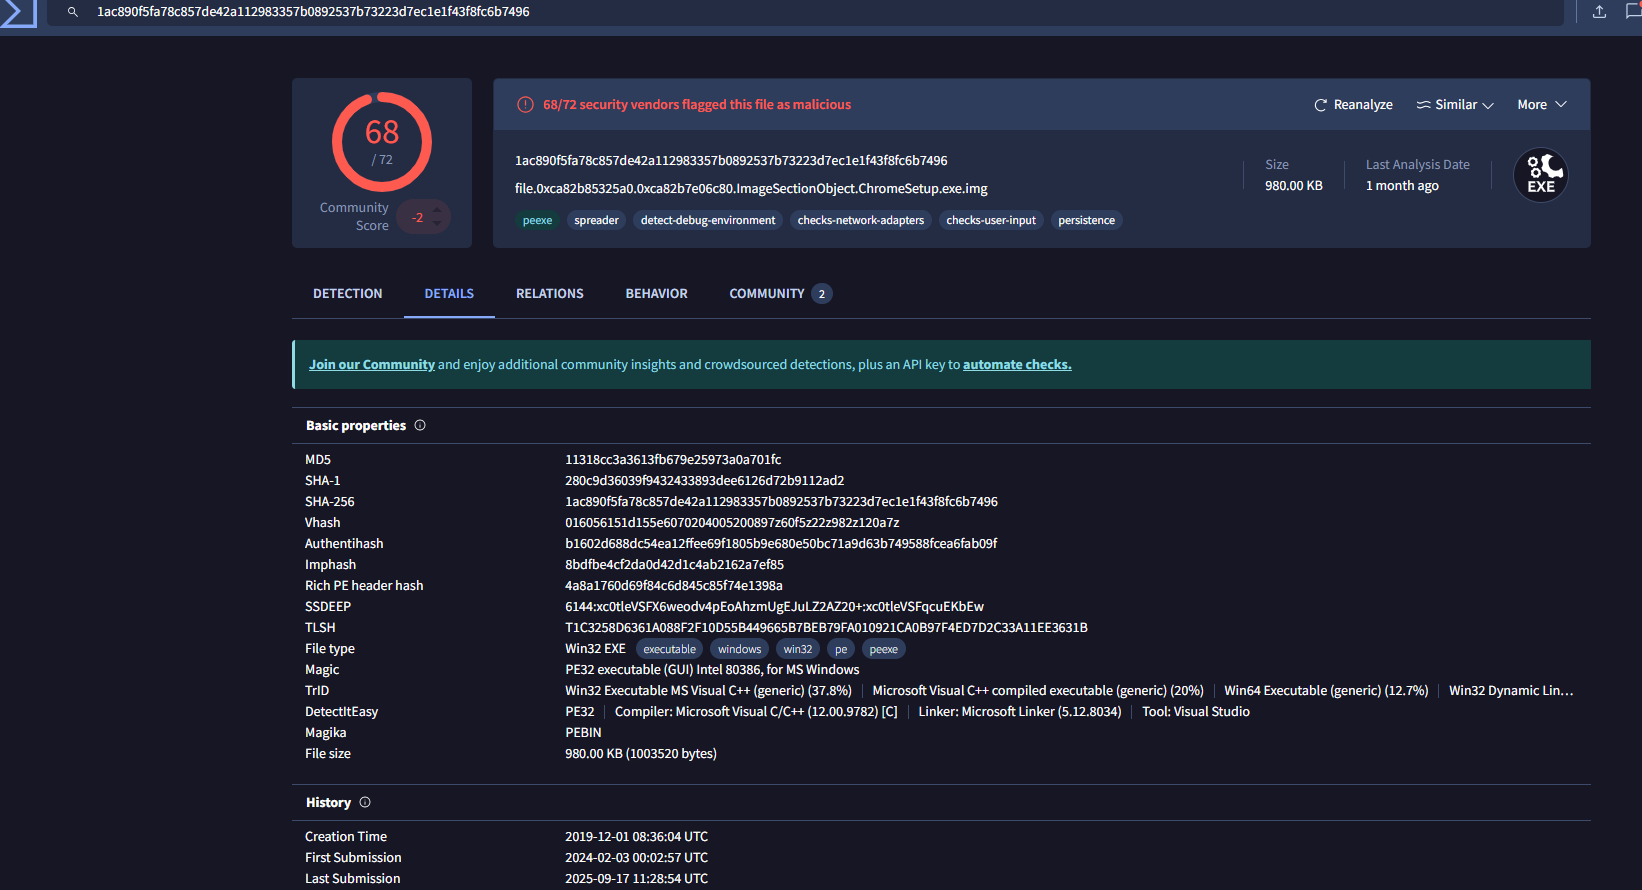 1ac890f5fa78c857de42a112983357b0892537b73223d7ec1e1f43f8fc6b7496
68
/ 72
Community Score
-2
68/72 security vendors flagged this file as malicious
Reanalyze
Similar
More
1ac890f5fa78c857de42a112983357b0892537b73223d7ec1e1f43f8fc6b7496
file.0xca82b85325a0.0xca82b7e06c80.ImageSectionObject.ChromeSetup.exe.img
Size
980.00 KB
Last Analysis Date
1 month ago
EXE
peexe spreader detect-debug-environment checks-network-adapters checks-user-input persistence
DETECTION DETAILS RELATIONS BEHAVIOR COMMUNITY 2
Join our Community and enjoy additional community insights and crowdsourced detections, plus an API key to automate checks.
Basic properties
MD5 11318cc3a3613fb679e25973a0a701fc
SHA-1 280c9d36039f9432433893dee6126d72b9112ad2
SHA-256 1ac890f5fa78c857de42a112983357b0892537b73223d7ec1e1f43f8fc6b7496
Vhash 016056151d155e6070204005200897z60f5z22z982z120a7z
Authentihash b1602d688dc54ea12ffee69f1805b9e680e50bc71a9d63b749588fcea6fab09f
Imphash 8bdfbe4cf2da0d42d1c4ab2162a7ef85
Rich PE header hash 4a8a1760d69f84c6d845c85f74e1398a
SSDEEP 6144:xc0tleVSFX6weodv4pEoAhzmUgEJuLZ2AZ20+:xc0tleVSFqcuEKbEw
TLSH T1C3258D6361A088F2F10D55B449665B7BEB79FA010921CA0B97F4ED7D2C33A11EE3631B
File type Win32 EXE executable windows win32 pe peexe
Magic PE32 executable (GUI) Intel 80386, for MS Windows
TrID Win32 Executable MS Visual C++ (generic) (37.8%) Microsoft Visual C++ compiled executable (generic) (20%) Win64 Executable (generic) (12.7%) Win32 Dynamic Lin…
DetectItEasy PE32 Compiler: Microsoft Visual C/C++ (12.00.9782) [C] Linker: Microsoft Linker (5.12.8034) Tool: Visual Studio
Magika PEBIN
File size 980.00 KB (1003520 bytes)
History
Creation Time 2019-12-01 08:36:04 UTC
First Submission 2024-02-03 00:02:57 UTC
Last Submission 2025-09-17 11:28:54 UTC